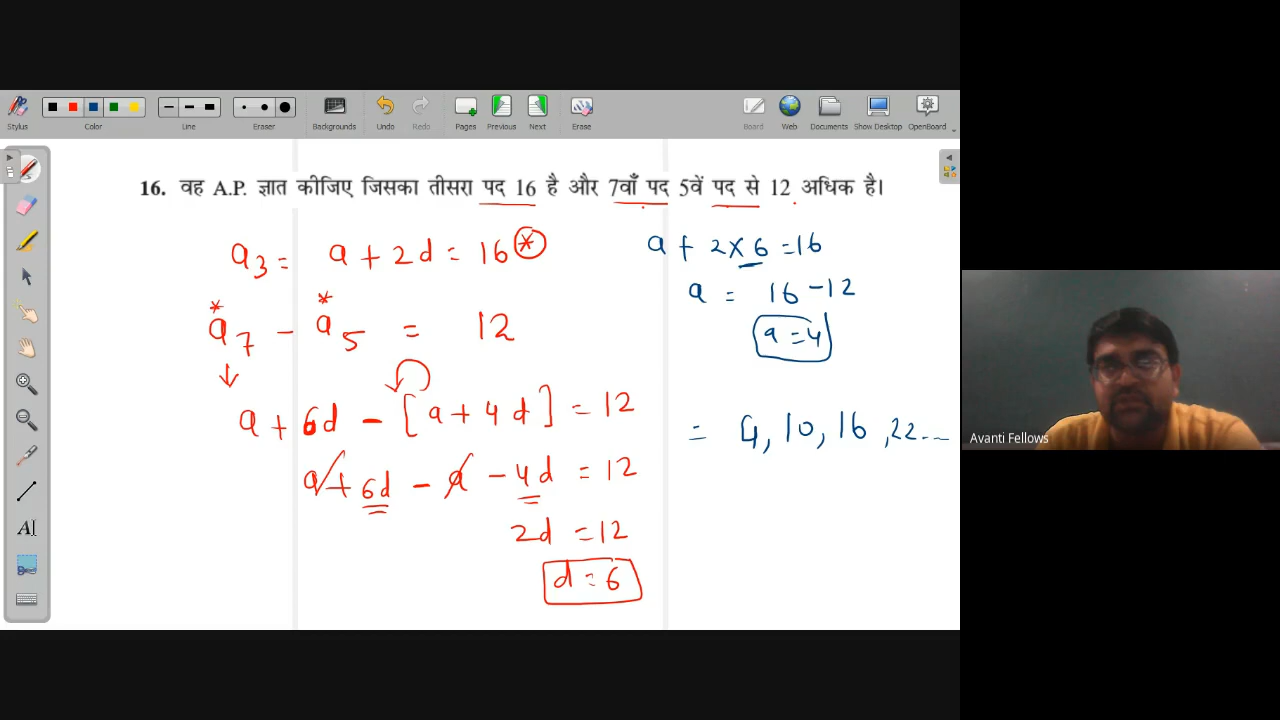 Stylus Color Line Eraser Backgrounds Undo Redo Pages Previous Next Erase Board Web Documents Show Desktop OpenBoard
16. वह A.P. ज्ञात कीजिए जिसका तीसरा पद 16 है और 7वाँ पद 5वें पद से 12 अधिक है।
a3 = a + 2d = 16 *
* a7 - * a5 = 12
a + 6d - [a + 4d] = 12
a + 6d - a - 4d = 12
2d = 12
d = 6
a + 2 x 6 = 16
a = 16 - 12
a = 4
= 4, 10, 16, 22...
Avanti Fellows